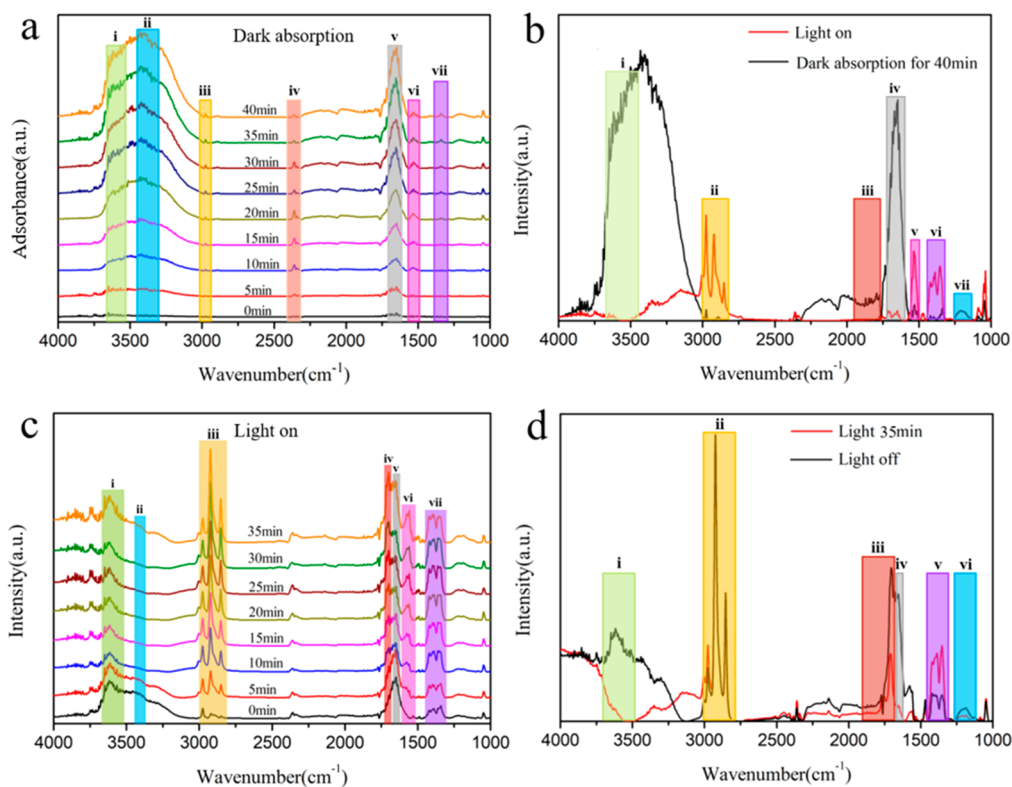 a
Dark absorption
i
ii
iii
iv
v
vi
vii
40min
35min
30min
25min
20min
15min
10min
5min
0min
Adsorbance(a.u.)
4000 3500 3000 2500 2000 1500 1000
Wavenumber(cm-1)
b
Light on
Dark absorption for 40min
i
ii
iii
iv
v
vi
vii
Intensity(a.u.)
4000 3500 3000 2500 2000 1500 1000
Wavenumber(cm-1)
c
Light on
i
ii
iii
iv
v
vi
vii
35min
30min
25min
20min
15min
10min
5min
0min
Intensity(a.u.)
4000 3500 3000 2500 2000 1500 1000
Wavenumber(cm-1)
d
Light 35min
Light off
i
ii
iii
iv
v
vi
Intensity(a.u.)
4000 3500 3000 2500 2000 1500 1000
Wavenumber(cm-1)